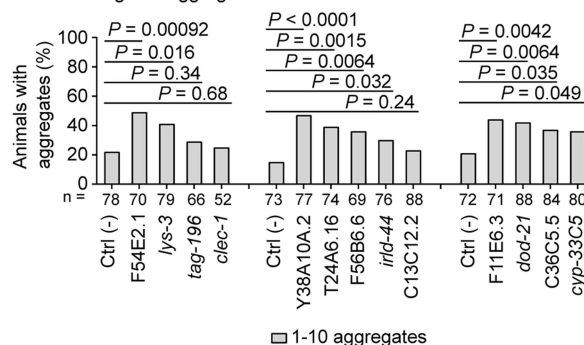 P = 0.00092
P = 0.016
P = 0.34
P = 0.68
P < 0.0001
P = 0.0015
P = 0.0064
P = 0.032
P = 0.24
P = 0.0042
P = 0.0064
P = 0.035
P = 0.049
Animals with
aggregates (%)
100
80
60
40
20
0
n = 78 70 79 66 52 73 77 74 69 76 88 72 71 88 84 80
Ctrl (-)
F54E2.1
lys-3
tag-196
clec-1
Ctrl (-)
Y38A10A.2
T24A6.16
F56B6.6
irld-44
C13C12.2
Ctrl (-)
F11E6.3
dod-21
C36C5.5
cyp-33C5
1-10 aggregates